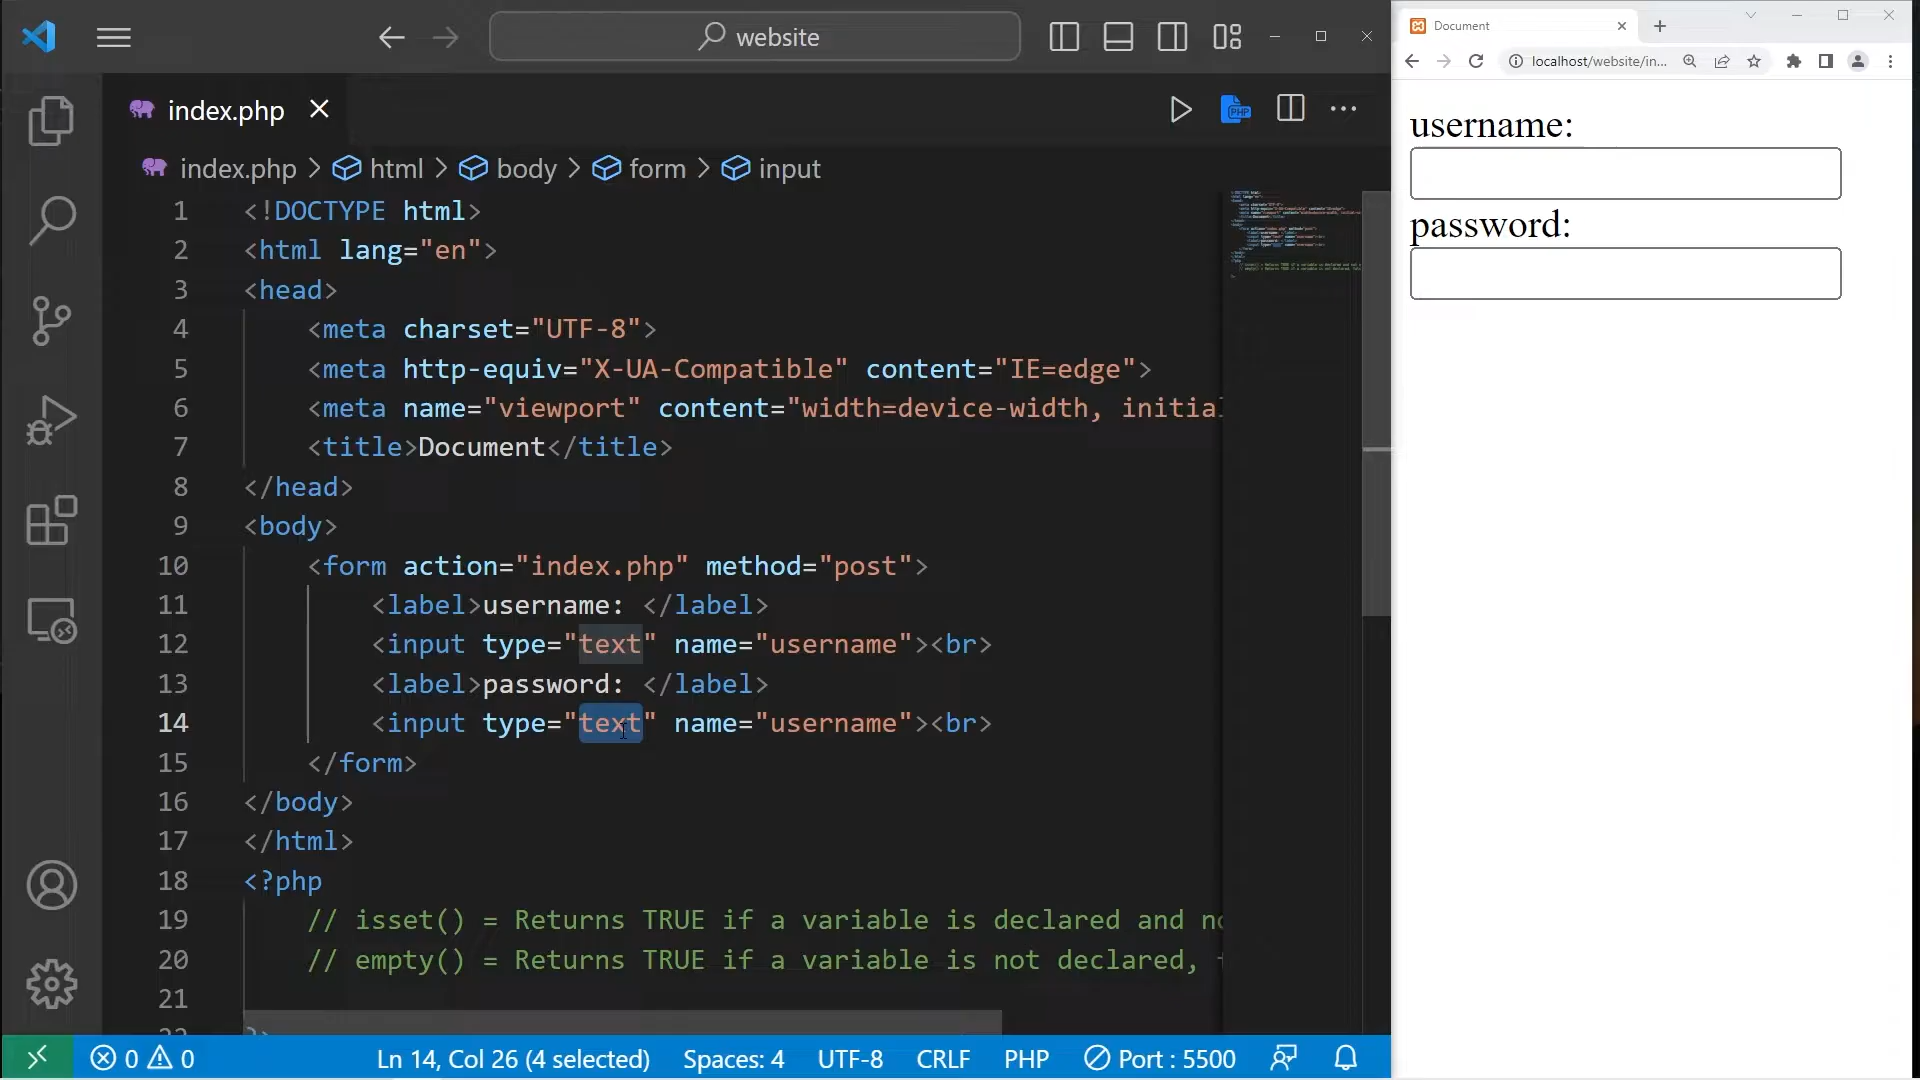 website
index.php
index.php > html > body > form > input
1 <!DOCTYPE html>
2 <html lang="en">
3 <head>
4 <meta charset="UTF-8">
5 <meta http-equiv="X-UA-Compatible" content="IE=edge">
6 <meta name="viewport" content="width=device-width, initial
7 <title>Document</title>
8 </head>
9 <body>
10 <form action="index.php" method="post">
11 <label>username: </label>
12 <input type="text" name="username"><br>
13 <label>password: </label>
14 <input type="text" name="username"><br>
15 </form>
16 </body>
17 </html>
18 <?php
19 // isset() = Returns TRUE if a variable is declared and
20 // empty() = Returns TRUE if a variable is not declared,
21
0 0 Ln 14, Col 26 (4 selected) Spaces: 4 UTF-8 CRLF PHP Port : 5500
Document
localhost/website/in...
username:
password: